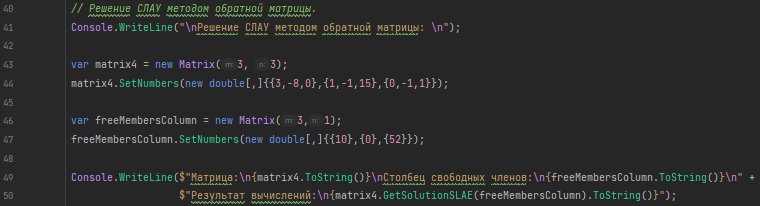 40 // Решение СЛАУ методом обратной матрицы.
41 Console.WriteLine("\nРешение СЛАУ методом обратной матрицы: \n");
42
43 var matrix4 = new Matrix(m: 3, n: 3);
44 matrix4.SetNumbers(new double[,]{{3,-8,0},{1,-1,15},{0,-1,1}});
45
46 var freeMembersColumn = new Matrix(m: 3, n: 1);
47 freeMembersColumn.SetNumbers(new double[,]{{10},{0},{52}});
48
49 Console.WriteLine($"Матрица:\n{matrix4.ToString()}\nСтолбец свободных членов:\n{freeMembersColumn.ToString()}\n" +
50 $"Результат вычислений:\n{matrix4.GetSolutionSLAE(freeMembersColumn).ToString()}");